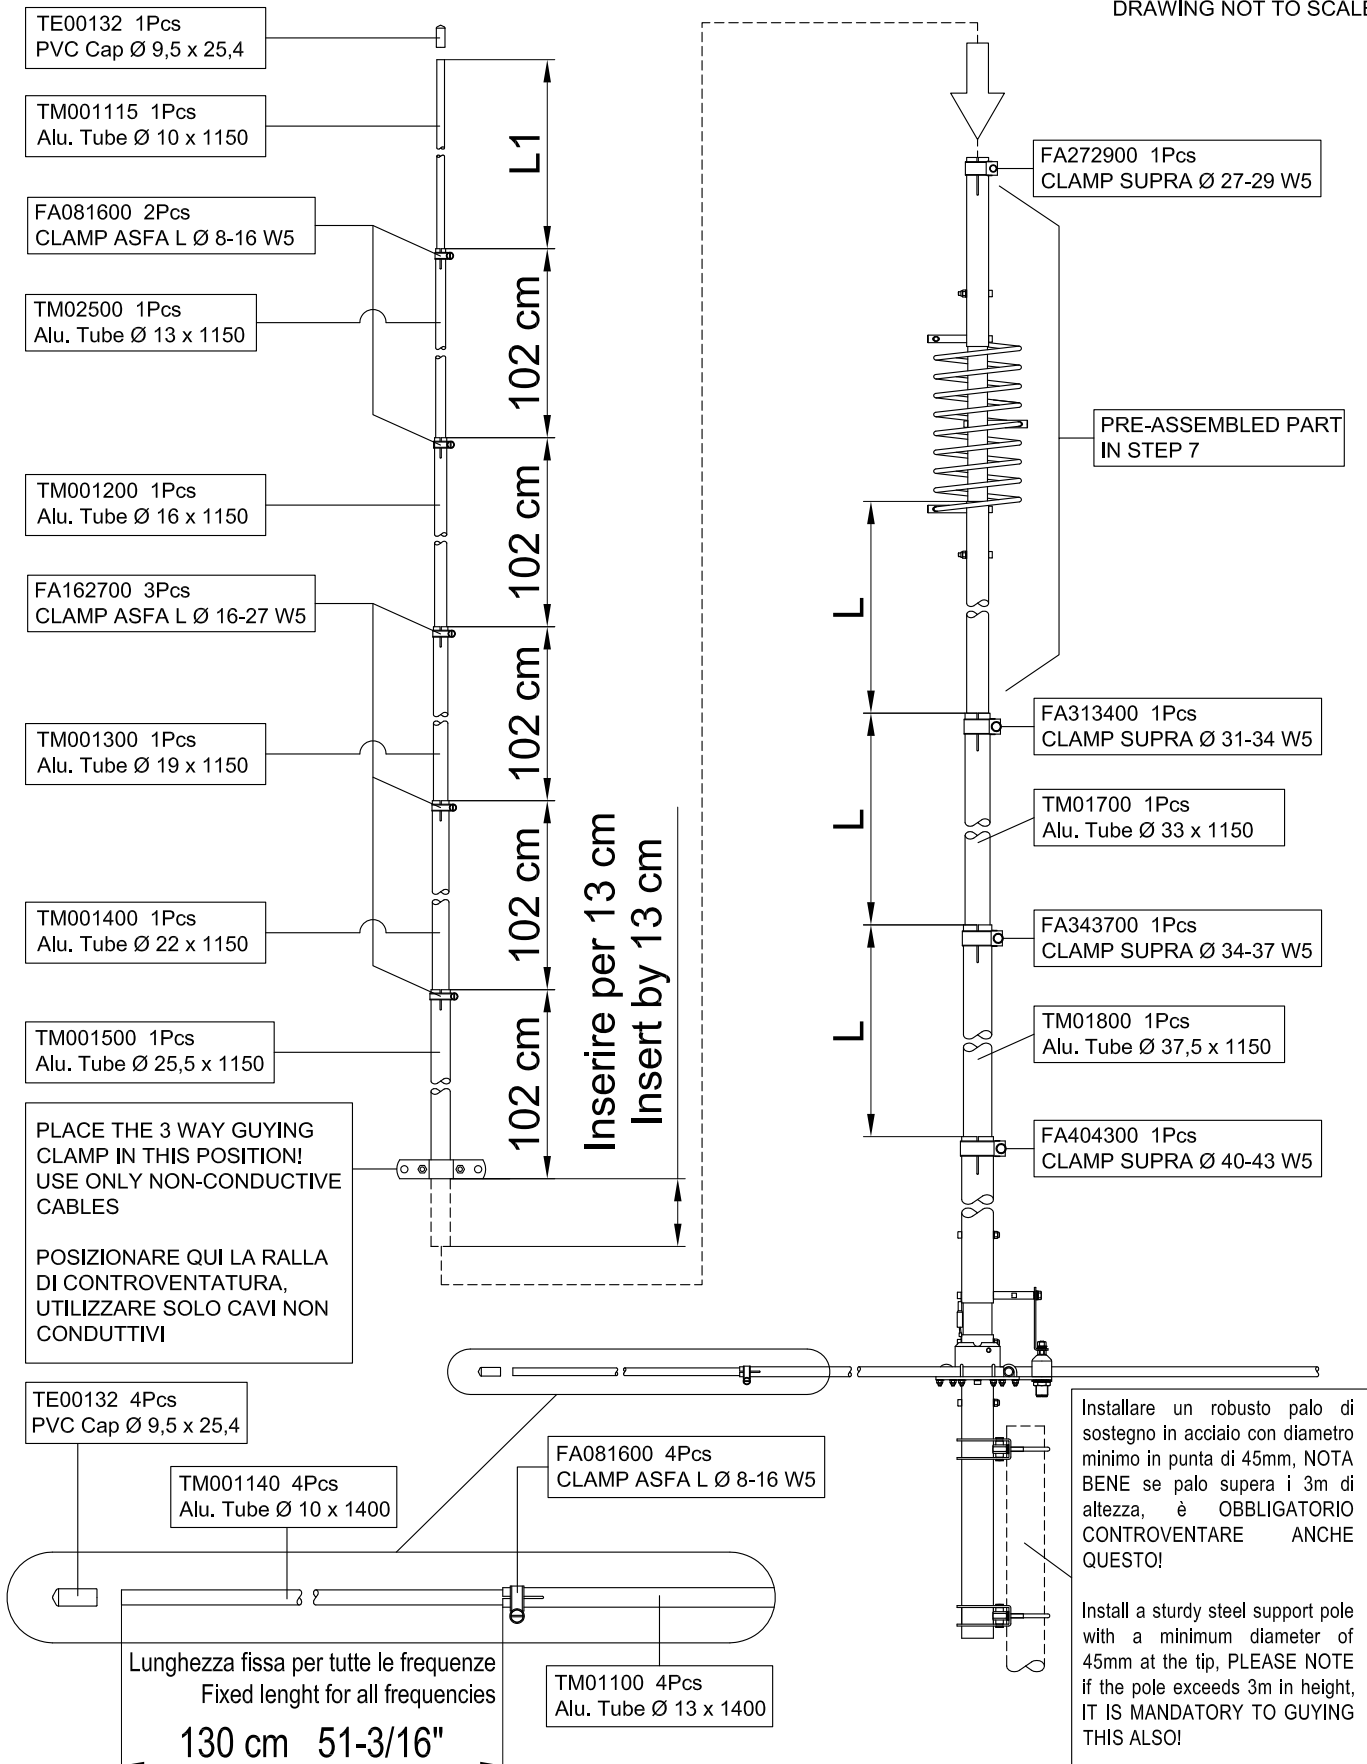 DRAWING NOT TO SCALE
TE00132 1Pcs
PVC Cap Ø 9,5 x 25,4
TM001115 1Pcs
Alu. Tube Ø 10 x 1150
FA081600 2Pcs
CLAMP ASFA L Ø 8-16 W5
TM02500 1Pcs
Alu. Tube Ø 13 x 1150
TM001200 1Pcs
Alu. Tube Ø 16 x 1150
FA162700 3Pcs
CLAMP ASFA L Ø 16-27 W5
TM001300 1Pcs
Alu. Tube Ø 19 x 1150
TM001400 1Pcs
Alu. Tube Ø 22 x 1150
TM001500 1Pcs
Alu. Tube Ø 25,5 x 1150
PLACE THE 3 WAY GUYING
CLAMP IN THIS POSITION!
USE ONLY NON-CONDUCTIVE
CABLES
POSIZIONARE QUI LA RALLA
DI CONTROVENTATURA,
UTILIZZARE SOLO CAVI NON
CONDUTTIVI
L1
102 cm
102 cm
102 cm
102 cm
102 cm
Inserire per 13 cm
Insert by 13 cm
FA272900 1Pcs
CLAMP SUPRA Ø 27-29 W5
PRE-ASSEMBLED PART
IN STEP 7
L
L
L
FA313400 1Pcs
CLAMP SUPRA Ø 31-34 W5
TM01700 1Pcs
Alu. Tube Ø 33 x 1150
FA343700 1Pcs
CLAMP SUPRA Ø 34-37 W5
TM01800 1Pcs
Alu. Tube Ø 37,5 x 1150
FA404300 1Pcs
CLAMP SUPRA Ø 40-43 W5
TE00132 4Pcs
PVC Cap Ø 9,5 x 25,4
TM001140 4Pcs
Alu. Tube Ø 10 x 1400
FA081600 4Pcs
CLAMP ASFA L Ø 8-16 W5
TM01100 4Pcs
Alu. Tube Ø 13 x 1400
Lunghezza fissa per tutte le frequenze
Fixed lenght for all frequencies
130 cm 51-3/16"
Installare un robusto palo di
sostegno in acciaio con diametro
minimo in punta di 45mm, NOTA
BENE se palo supera i 3m di
altezza, è OBBLIGATORIO
CONTROVENTARE ANCHE
QUESTO!
Install a sturdy steel support pole
with a minimum diameter of
45mm at the tip, PLEASE NOTE
if the pole exceeds 3m in height,
IT IS MANDATORY TO GUYING
THIS ALSO!